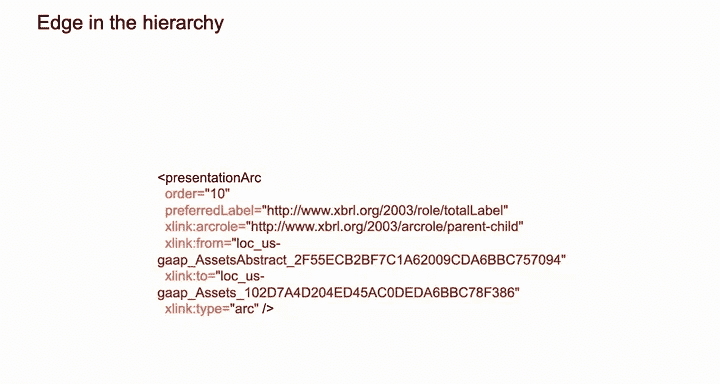 Edge in the hierarchy
<presentationArc
order="10"
preferredLabel="http://www.xbrl.org/2003/role/totalLabel"
xlink:arcrole="http://www.xbrl.org/2003/arcrole/parent-child"
xlink:from="loc_us-
gaap_AssetsAbstract_2F55ECB2BF7C1A62009CDA6BBC757094"
xlink:to="loc_us-
gaap_Assets_102D7A4D204ED45AC0DEDA6BBC78F386"
xlink:type="arc" />